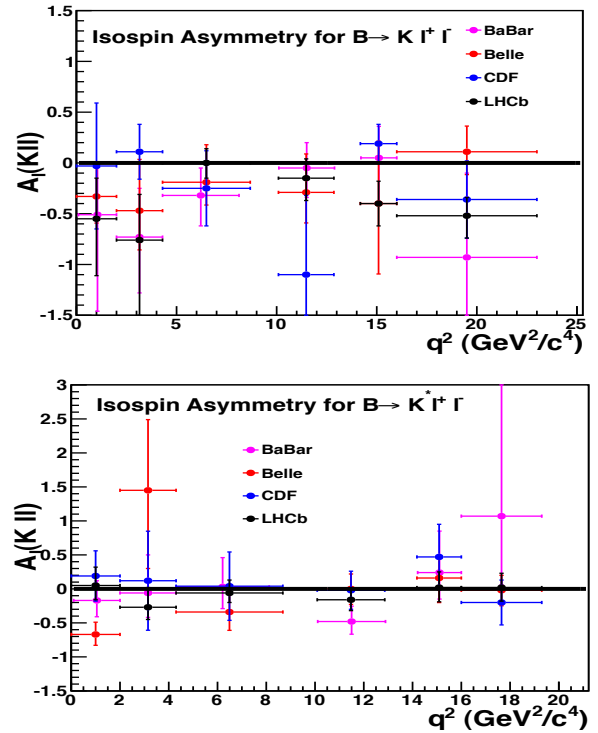 Isospin Asymmetry for B→ K l⁺ l⁻
BaBar
Belle
CDF
LHCb
A_I(Kll)
1.5
1
0.5
0
-0.5
-1
-1.5
0 5 10 15 20 25
q² (GeV²/c⁴)
Isospin Asymmetry for B→ K*l⁺ l⁻
BaBar
Belle
CDF
LHCb
A_I(K ll)
3
2.5
2
1.5
1
0.5
0
-0.5
-1
-1.5
0 2 4 6 8 10 12 14 16 18
q² (GeV²/c⁴)